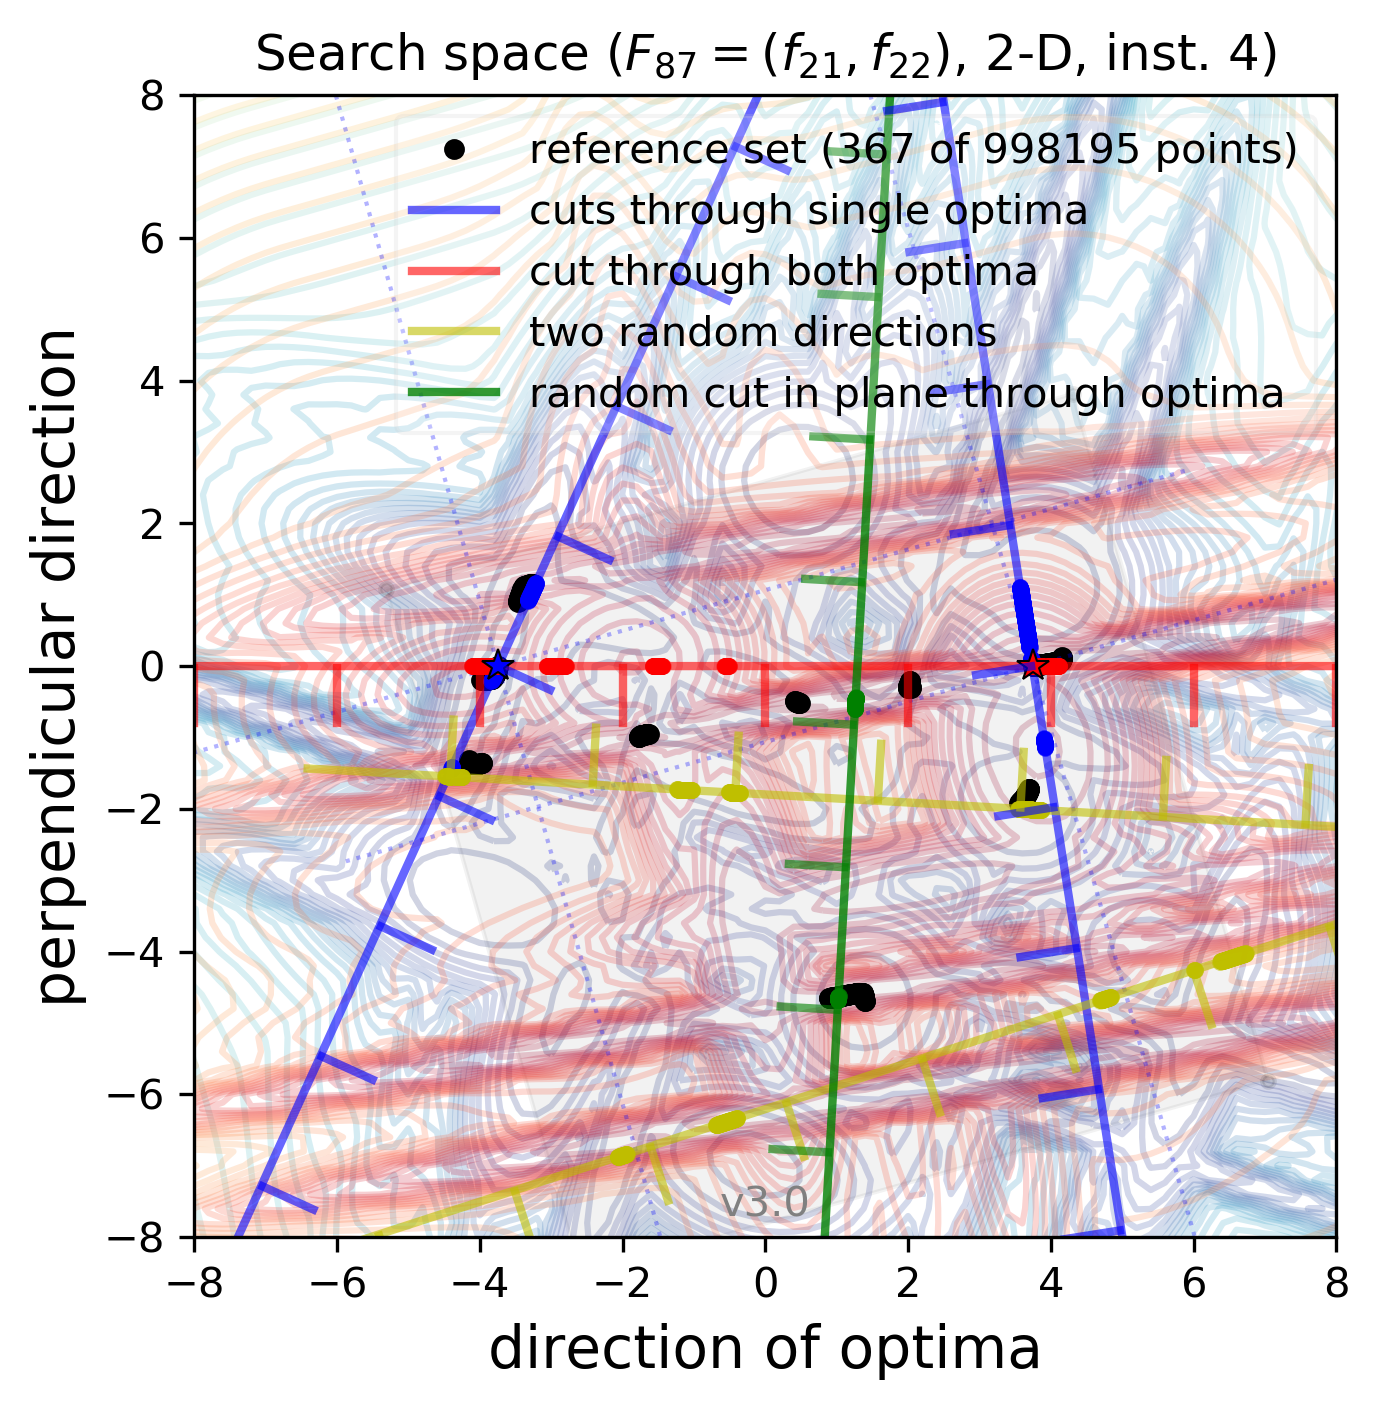 Search space (F87 = (f21, f22), 2-D, inst. 4)
reference set (367 of 998195 points)
cuts through single optima
cut through both optima
two random directions
random cut in plane through optima
perpendicular direction
8
6
4
2
0
−2
−4
−6
−8
v3.0
−8 −6 −4 −2 0 2 4 6 8
direction of optima